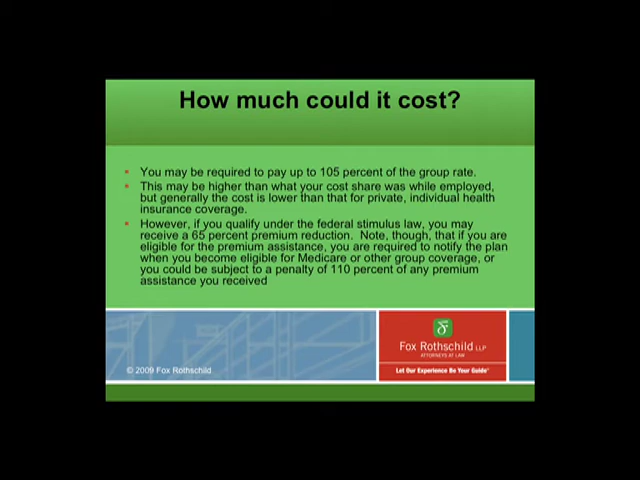 How much could it cost?
You may be required to pay up to 105 percent of the group rate.
This may be higher than what your cost share was while employed,
but generally the cost is lower than that for private, individual health
insurance coverage.
However, if you qualify under the federal stimulus law, you may
receive a 65 percent premium reduction. Note, though, that if you are
eligible for the premium assistance, you are required to notify the plan
when you become eligible for Medicare or other group coverage, or
you could be subject to a penalty of 110 percent of any premium
assistance you received
Fox Rothschild LLP
ATTORNEYS AT LAW
© 2009 Fox Rothschild
Let Our Experience Be Your Guide